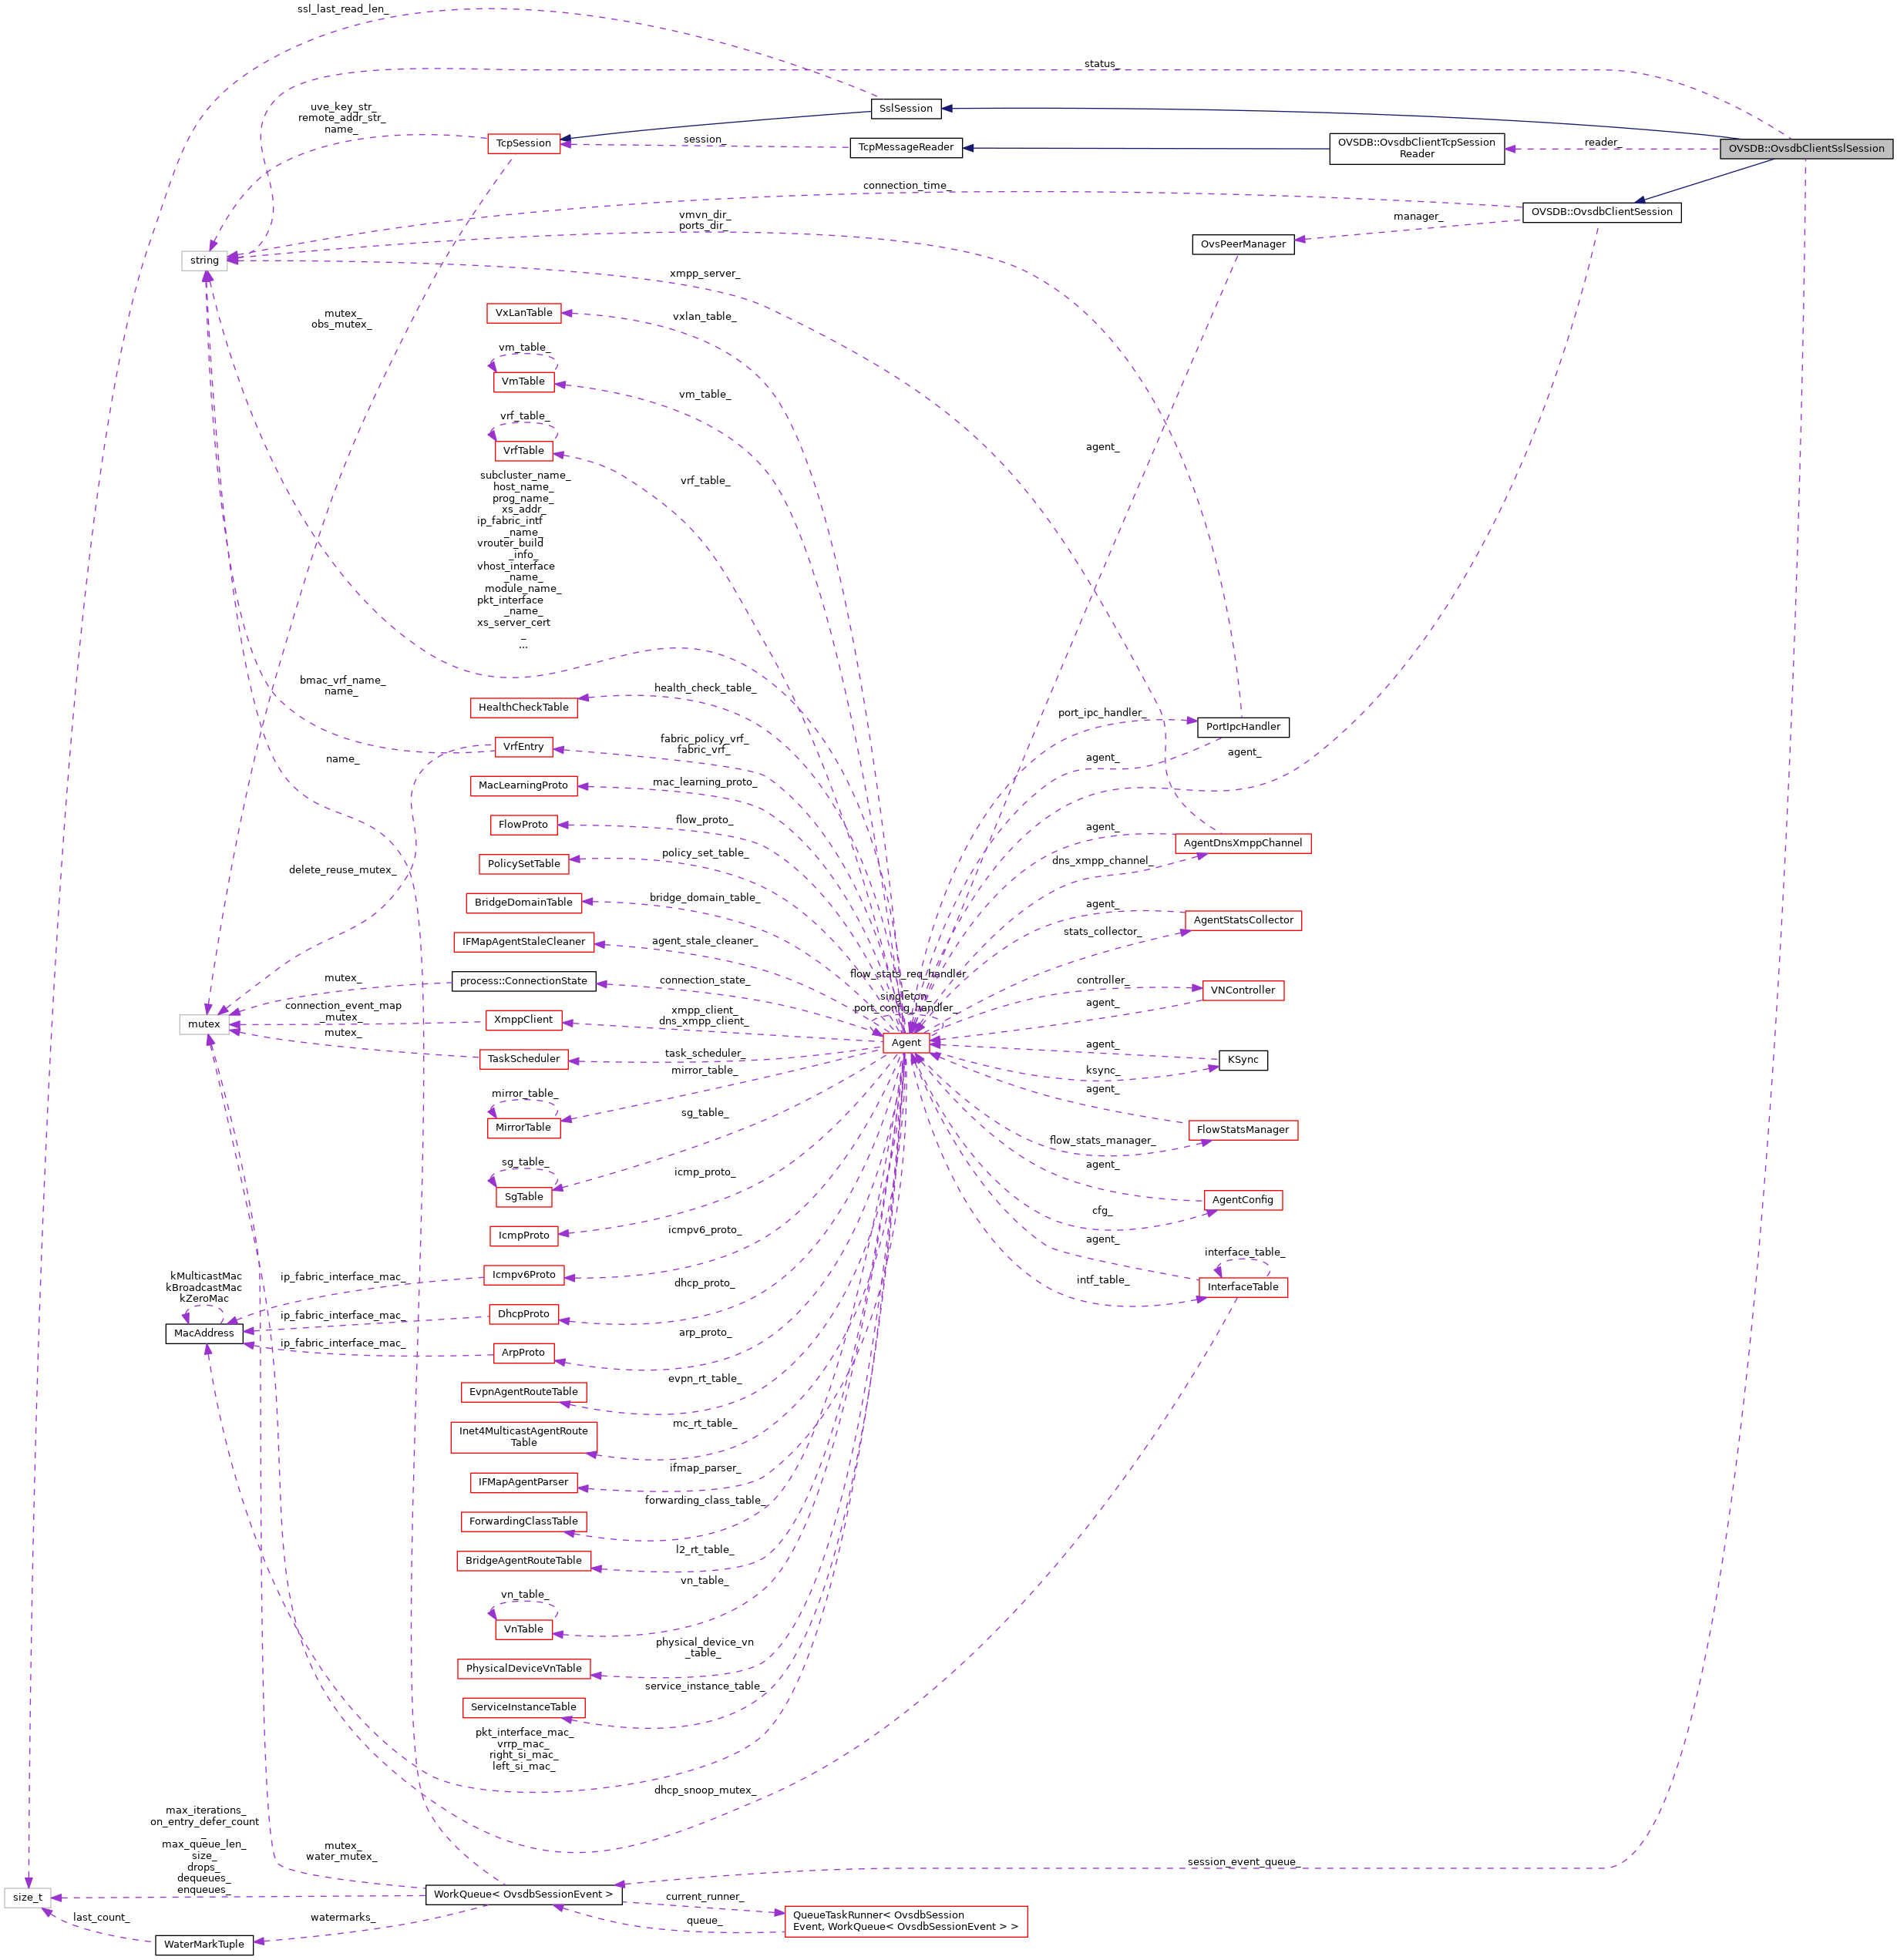 ssl_last_read_len_
status_
SslSession
uve_key_str_
remote_addr_str_
name_
TcpSession
session_
TcpMessageReader
OVSDB::OvsdbClientTcpSession
Reader
reader_
OVSDB::OvsdbClientSslSession
connection_time_
vmvn_dir_
ports_dir_
manager_
OVSDB::OvsdbClientSession
OvsPeerManager
string
xmpp_server_
mutex_
obs_mutex_
VxLanTable
vxlan_table_
vm_table_
VmTable
vm_table_
vrf_table_
VrfTable
vrf_table_
agent_
subcluster_name_
host_name_
prog_name_
xs_addr_
ip_fabric_intf
_name_
vrouter_build
_info_
vhost_interface
_name_
module_name_
pkt_interface
_name_
xs_server_cert
_
...
bmac_vrf_name_
name_
HealthCheckTable
health_check_table_
port_ipc_handler_
PortIpcHandler
name_
VrfEntry
fabric_policy_vrf_
fabric_vrf_
agent_
agent_
MacLearningProto
mac_learning_proto_
FlowProto
flow_proto_
agent_
AgentDnsXmppChannel
delete_reuse_mutex_
PolicySetTable
policy_set_table_
dns_xmpp_channel_
BridgeDomainTable
bridge_domain_table_
agent_
AgentStatsCollector
IFMapAgentStaleCleaner
agent_stale_cleaner_
stats_collector_
mutex_
process::ConnectionState
connection_state_
flow_stats_req_handler
_
singleton_
port_config_handler_
controller_
VNController
connection_event_map
_mutex_
XmppClient
xmpp_client_
dns_xmpp_client_
agent_
mutex
mutex_
TaskScheduler
task_scheduler_
Agent
agent_
KSync
mirror_table_
ksync_
mirror_table_
MirrorTable
agent_
FlowStatsManager
sg_table_
flow_stats_manager_
sg_table_
SgTable
agent_
AgentConfig
icmp_proto_
cfg_
IcmpProto
icmpv6_proto_
agent_
interface_table_
kMulticastMac
kBroadcastMac
kZeroMac
ip_fabric_interface_mac_
Icmpv6Proto
dhcp_proto_
intf_table_
InterfaceTable
MacAddress
ip_fabric_interface_mac_
DhcpProto
ip_fabric_interface_mac_
ArpProto
arp_proto_
EvpnAgentRouteTable
evpn_rt_table_
Inet4MulticastAgentRoute
Table
mc_rt_table_
IFMapAgentParser
ifmap_parser_
ForwardingClassTable
forwarding_class_table_
BridgeAgentRouteTable
l2_rt_table_
vn_table_
VnTable
vn_table_
PhysicalDeviceVnTable
physical_device_vn
_table_
ServiceInstanceTable
service_instance_table_
pkt_interface_mac_
vrrp_mac_
right_si_mac_
left_si_mac_
dhcp_snoop_mutex_
max_iterations_
on_entry_defer_count
_
max_queue_len_
size_
drops_
dequeues_
enqueues_
mutex_
water_mutex_
session_event_queue_
size_t
WorkQueue< OvsdbSessionEvent >
current_runner_
last_count_
watermarks_
queue_
QueueTaskRunner< OvsdbSession
Event, WorkQueue< OvsdbSessionEvent > >
WaterMarkTuple